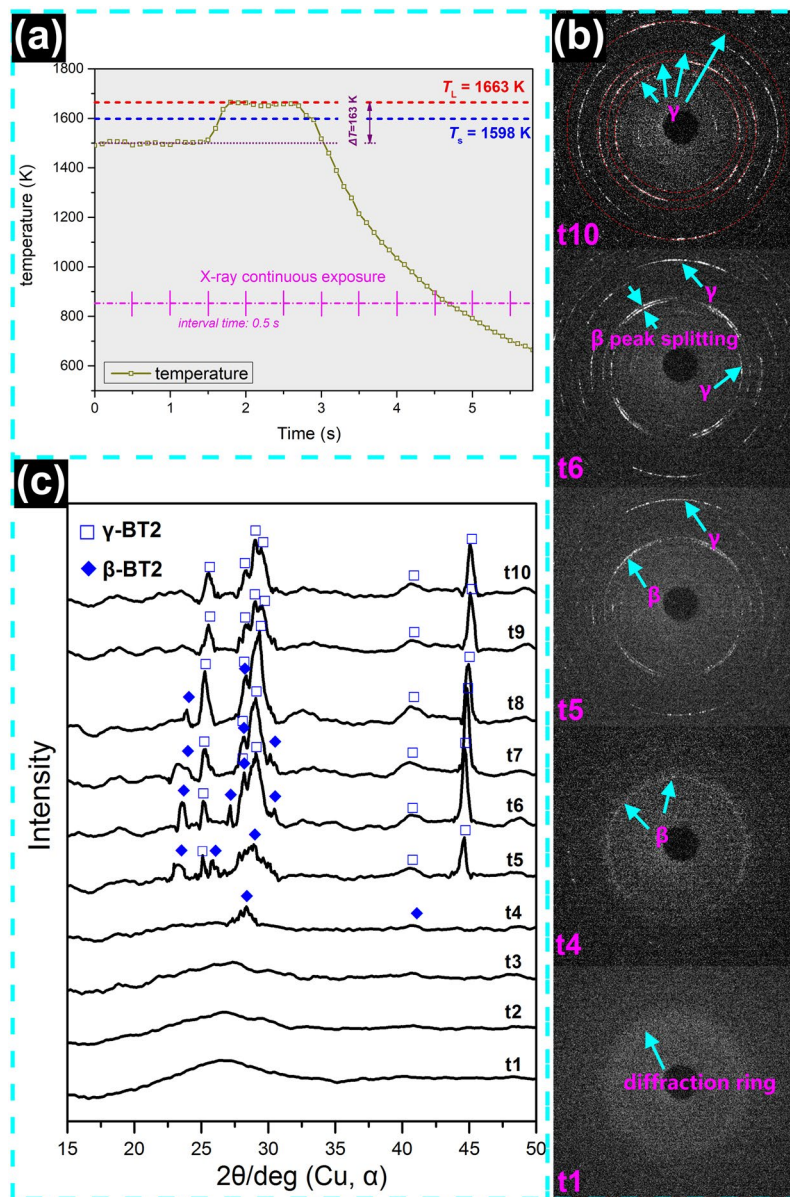 (a)
1800
1600
1400
1200
1000
800
600
temperature (K)
T_L = 1663 K
T_s = 1598 K
ΔT=163 K
X-ray continuous exposure
interval time: 0.5 s
temperature
0 1 2 3 4 5
Time (s)
(b)
γ
t10
γ
β peak splitting
γ
t6
γ
β
t5
β
t4
diffraction ring
t1
(c)
γ-BT2
β-BT2
t10
t9
t8
t7
t6
t5
t4
t3
t2
t1
Intensity
15 20 25 30 35 40 45 50
2θ/deg (Cu, α)